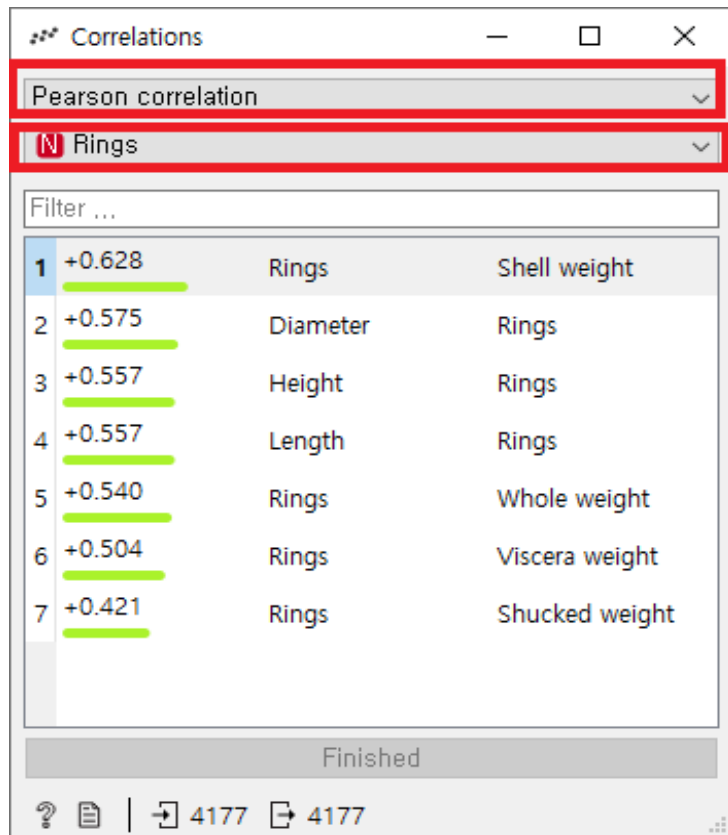 Correlations
Pearson correlation
N Rings
Filter ...
1 +0.628 Rings Shell weight
2 +0.575 Diameter Rings
3 +0.557 Height Rings
4 +0.557 Length Rings
5 +0.540 Rings Whole weight
6 +0.504 Rings Viscera weight
7 +0.421 Rings Shucked weight
Finished
? 4177 4177